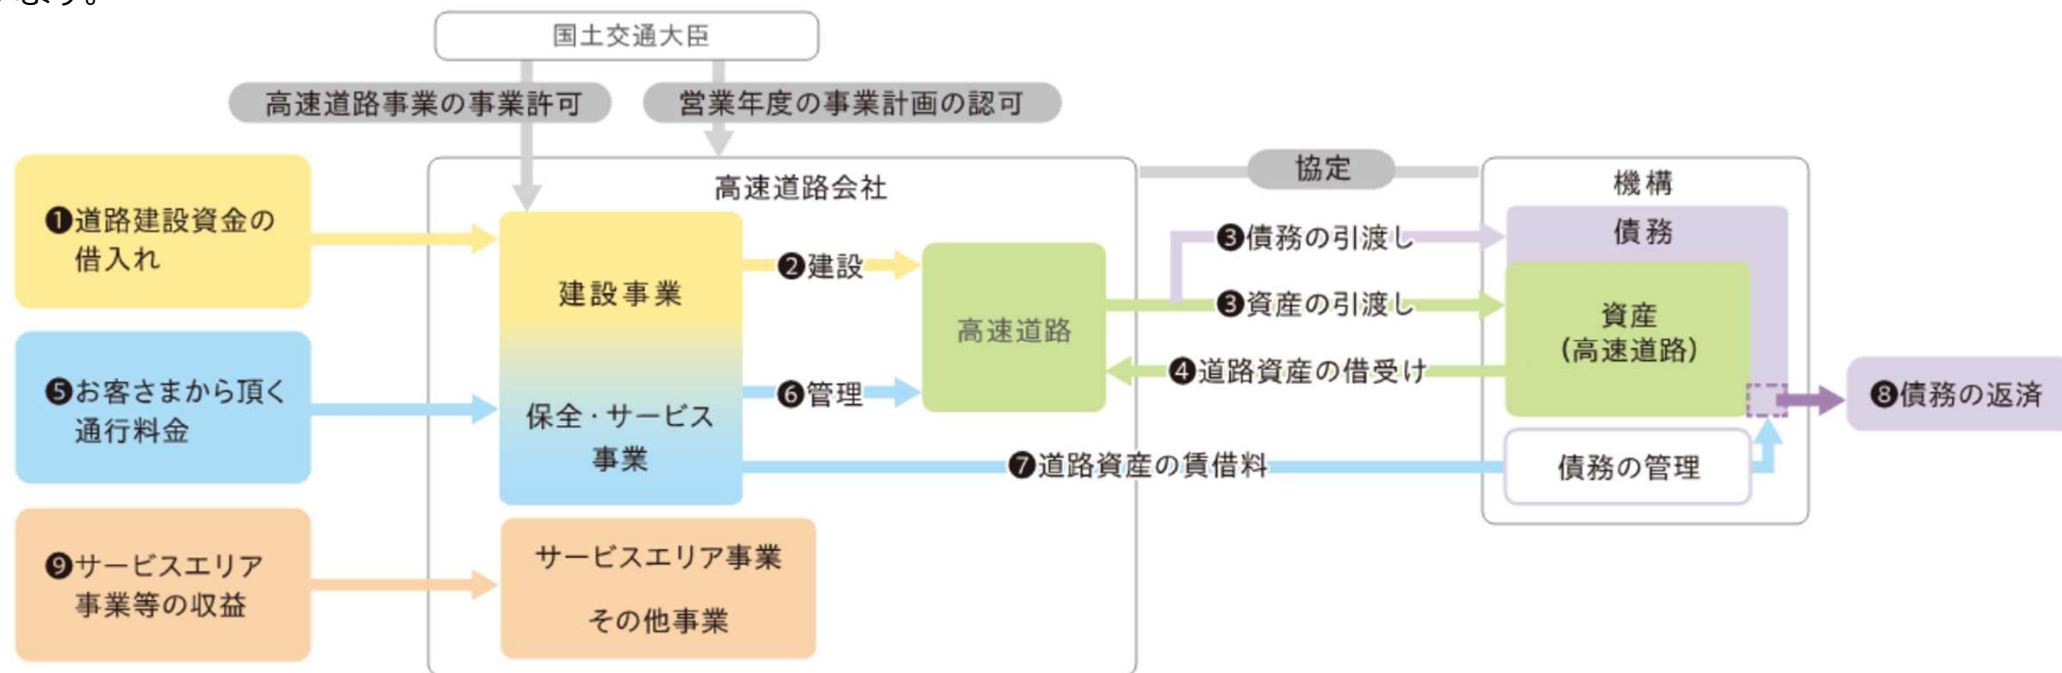 ます。
国土交通大臣
高速道路事業の事業許可
営業年度の事業計画の認可
❶道路建設資金の
借入れ
❺お客さまから頂く
通行料金
❾サービスエリア
事業等の収益
高速道路会社
建設事業
保全・サービス
事業
サービスエリア事業
その他事業
❷建設
❻管理
高速道路
協定
❸債務の引渡し
❸資産の引渡し
❹道路資産の借受け
❼道路資産の賃借料
機構
債務
資産
(高速道路)
債務の管理
❽債務の返済